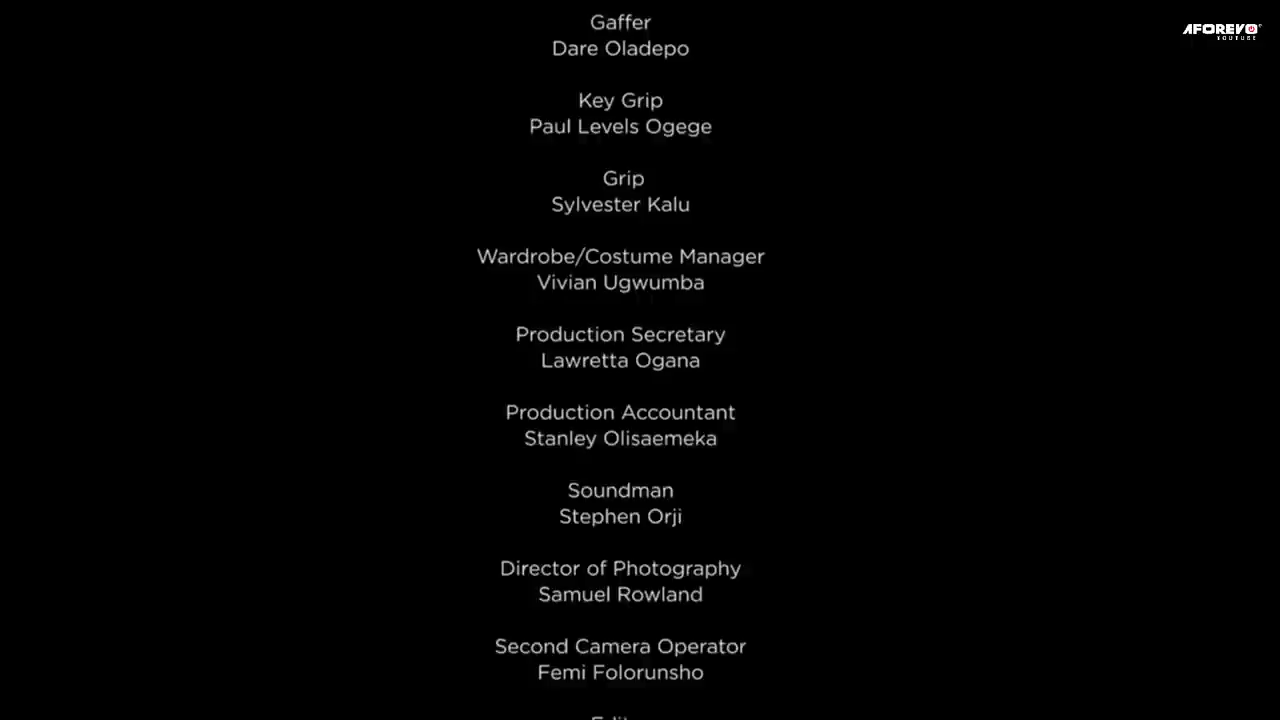 Gaffer
Dare Oladepo
AFOREVO
YOUTUBE
Key Grip
Paul Levels Ogege
Grip
Sylvester Kalu
Wardrobe/Costume Manager
Vivian Ugwumba
Production Secretary
Lawretta Ogana
Production Accountant
Stanley Olisaemeka
Soundman
Stephen Orji
Director of Photography
Samuel Rowland
Second Camera Operator
Femi Folorunsho